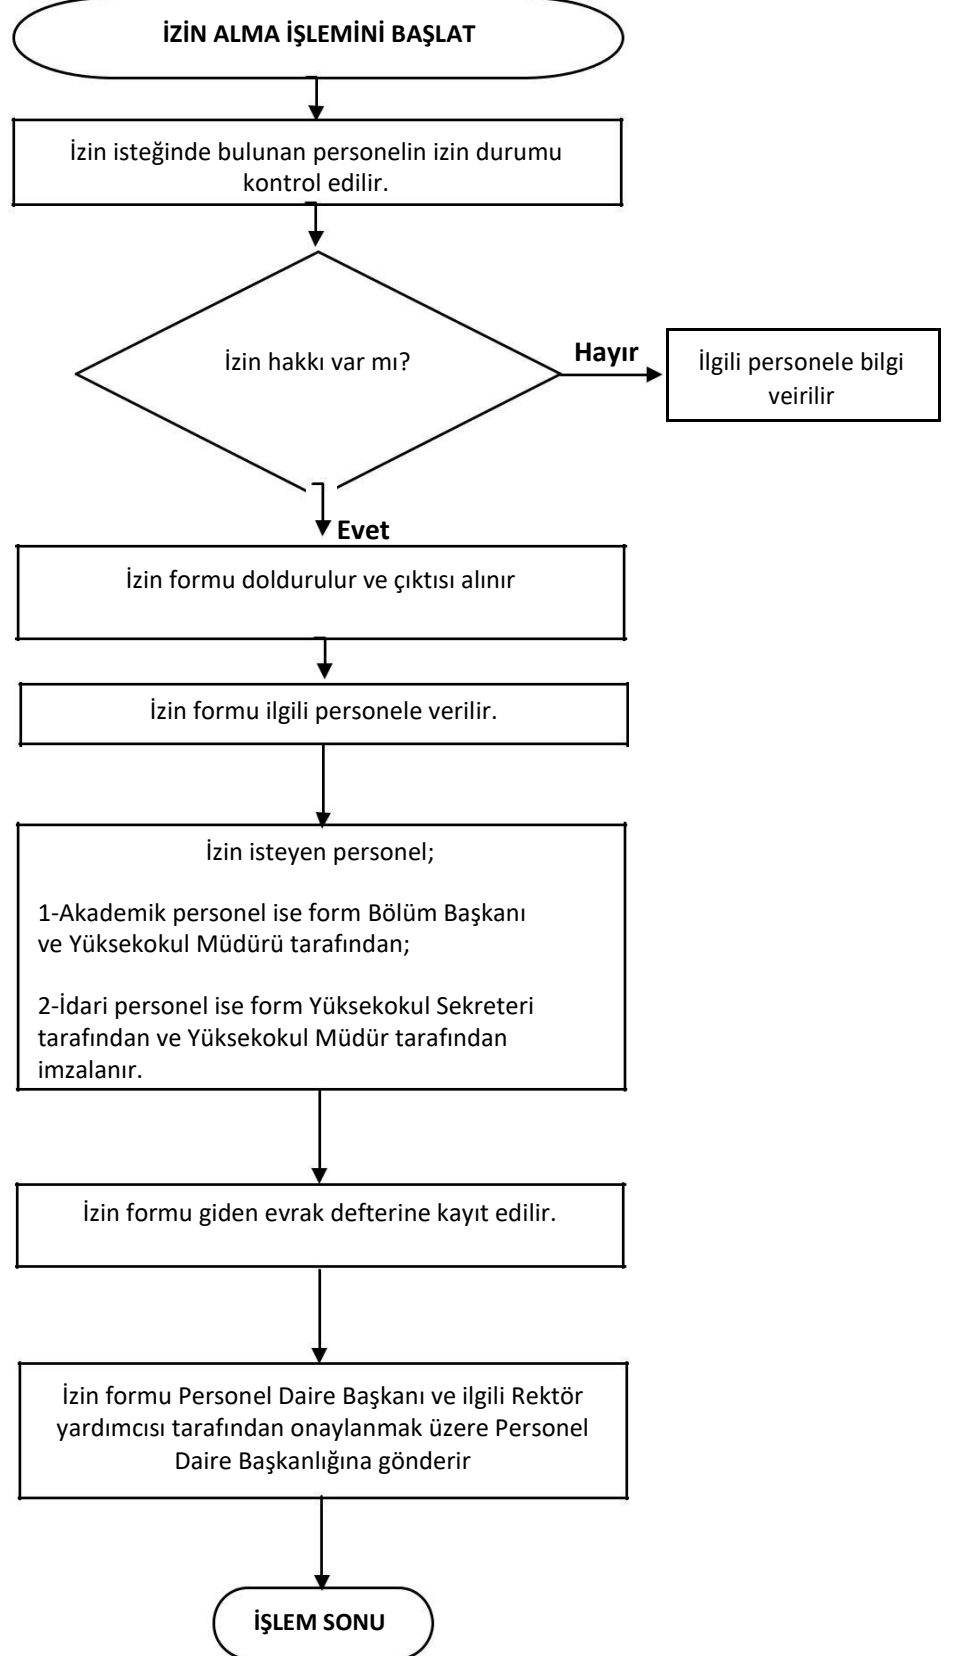 İZİN ALMA İŞLEMİNİ BAŞLAT
İzin isteğinde bulunan personelin izin durumu
kontrol edilir.
İzin hakkı var mı?
Hayır
İlgili personele bilgi
veirilir
Evet
İzin formu doldurulur ve çıktısı alınır
İzin formu ilgili personele verilir.
İzin isteyen personel;
1-Akademik personel ise form Bölüm Başkanı
ve Yüksekokul Müdürü tarafından;
2-İdari personel ise form Yüksekokul Sekreteri
tarafından ve Yüksekokul Müdür tarafından
imzalanır.
İzin formu giden evrak defterine kayıt edilir.
İzin formu Personel Daire Başkanı ve ilgili Rektör
yardımcısı tarafından onaylanmak üzere Personel
Daire Başkanlığına gönderir
İŞLEM SONU